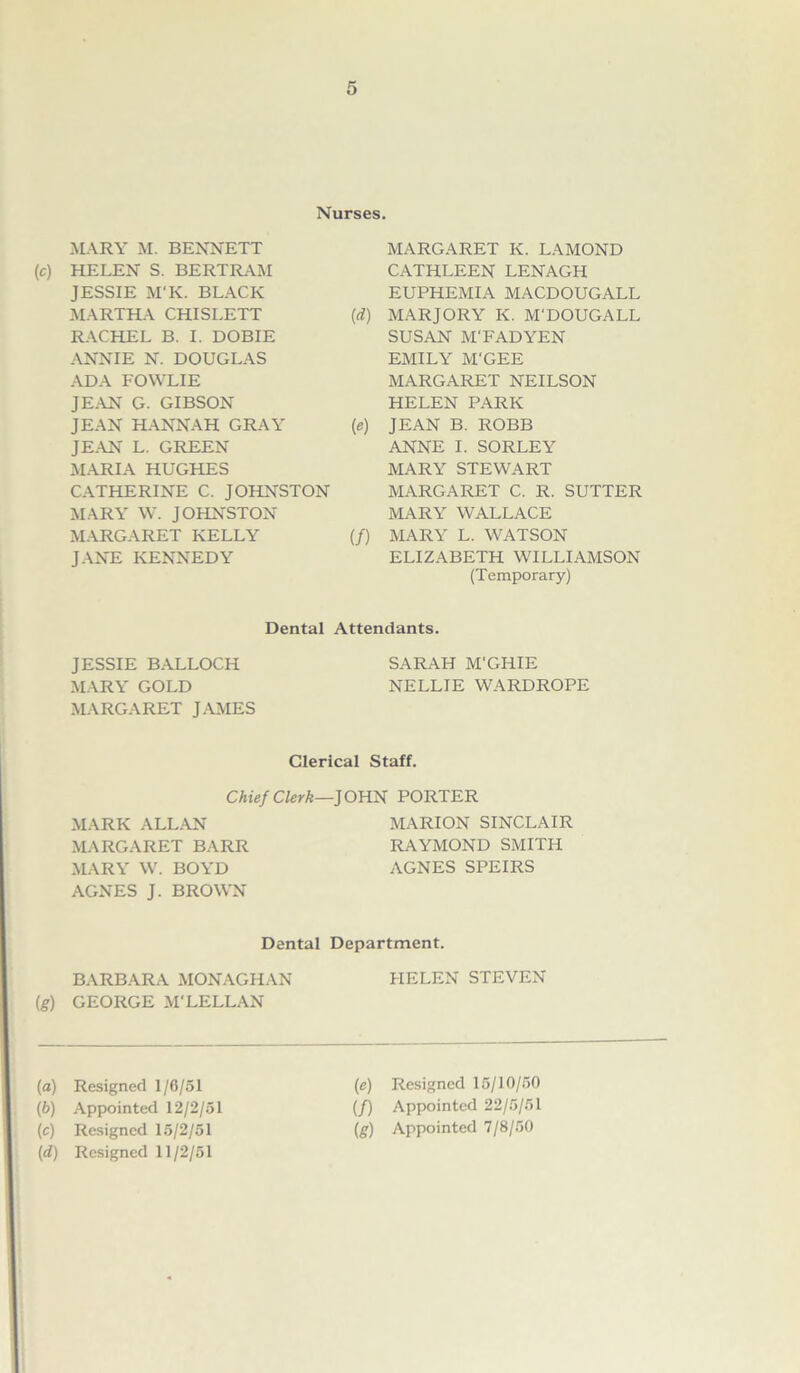 5
Nurses.
MARY M. BENNETT
(c) HELEN S. BERTRAM
JESSIE M'K. BLACK
MARTHA CHISLETT
RACHEL B. I. DOBIE
ANNIE N. DOUGLAS
ADA FOWLIE
JEAN G. GIBSON
JEAN HANNAH GRAY
JEAN L. GREEN
MARIA HUGHES
CATHERINE C. JOHNSTON
MARY W. JOHNSTON
MARGARET KELLY
JANE KENNEDY
MARGARET K. LAMOND
CATHLEEN LENAGH
EUPHEMIA MACDOUGALL
(d) MARJORY K. M'DOUGALL
SUSAN M'FADYEN
EMILY M'GEE
MARGARET NEILSON
HELEN PARK
(e) JEAN B. ROBB
ANNE I. SORLEY
MARY STEWART
MARGARET C. R. SUTTER
MARY WALLACE
(f) MARY L. WATSON
ELIZABETH WILLIAMSON
(Temporary)
Dental Attendants.
JESSIE BALLOCH
MARY GOLD
MARGARET JAMES
SARAH M'GHIE
NELLIE WARDROPE
Clerical Staff.
Chief Clerk—JOHN PORTER
MARK ALLAN
MARGARET BARR
MARY W. BOYD
AGNES J. BROWN
MARION SINCLAIR
RAYMOND SMITH
AGNES SPEIRS
Dental Department.
BARBARA MONAGHAN
(g) GEORGE M'LELLAN
HELEN STEVEN
(a) Resigned 1/6/51
(b) Appointed 12/2/51
(c) Resigned 15/2/51
(d) Resigned 11/2/51
(e) Resigned 15/10/50
(f) Appointed 22/5/51
(g) Appointed 7/8/50